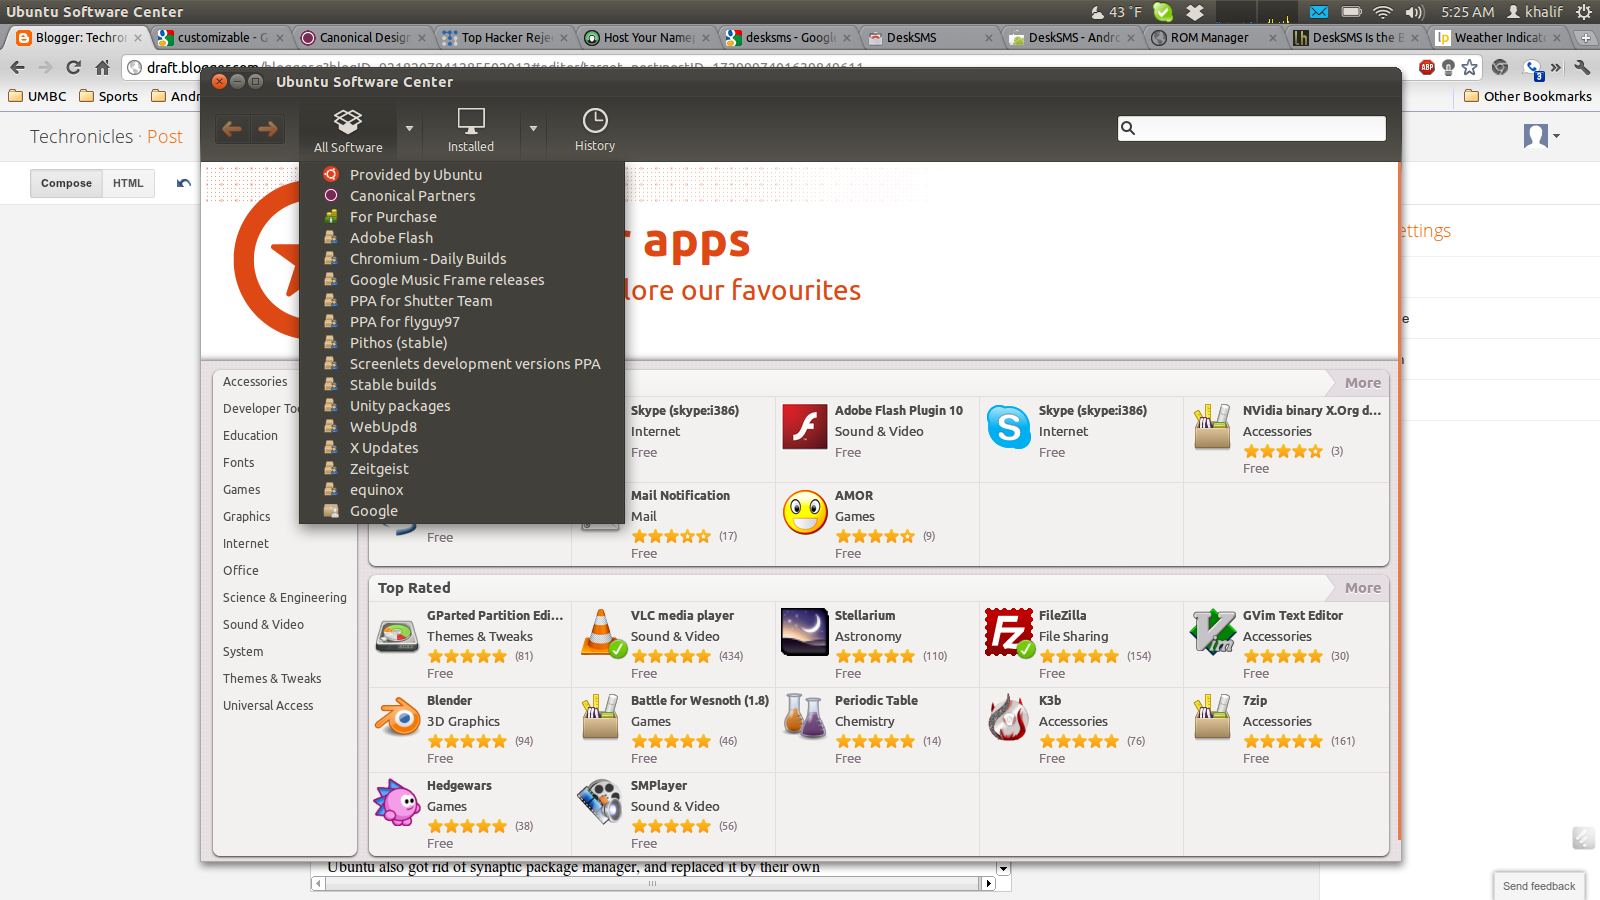 Ubuntu Software Center
43 °F
5:25 AM
khalif
Blogger: Techro
customizable - G
Canonical Design
Top Hacker Reje
Host Your Name
desksms - Google
DeskSMS
DeskSMS - Andr
ROM Manager
DeskSMS Is the B
Weather Indicat
draft.blogger.com
ABP
3
UMBC
Sports
Andr
Other Bookmarks
Ubuntu Software Center
Techronicles · Post
All Software
Installed
History
Compose
HTML
Provided by Ubuntu
Canonical Partners
For Purchase
Adobe Flash
Chromium - Daily Builds
Google Music Frame releases
PPA for Shutter Team
PPA for flyguy97
Pithos (stable)
Screenlets development versions PPA
Stable builds
Unity packages
WebUpd8
X Updates
Zeitgeist
equinox
Google
r apps
lore our favourites
ettings
e
Accessories
Developer Too
Education
Fonts
Games
Graphics
Internet
Office
Science & Engineering
Sound & Video
System
Themes & Tweaks
Universal Access
More
Skype (skype:i386)
Internet
Free
Adobe Flash Plugin 10
Sound & Video
Free
Skype (skype:i386)
Internet
Free
NVidia binary X.Org d...
Accessories
(3)
Free
Free
Mail Notification
Mail
(17)
Free
AMOR
Games
(9)
Free
Top Rated
More
GParted Partition Edi...
Themes & Tweaks
(81)
Free
VLC media player
Sound & Video
(434)
Free
Stellarium
Astronomy
(110)
Free
FileZilla
File Sharing
(154)
Free
GVim Text Editor
Accessories
(30)
Free
Blender
3D Graphics
(94)
Free
Battle for Wesnoth (1.8)
Games
(46)
Free
Periodic Table
Chemistry
(14)
Free
K3b
Accessories
(76)
Free
7zip
Accessories
(161)
Free
Hedgewars
Games
(38)
Free
SMPlayer
Sound & Video
(56)
Free
Ubuntu also got rid of synaptic package manager, and replaced it by their own
Send feedback